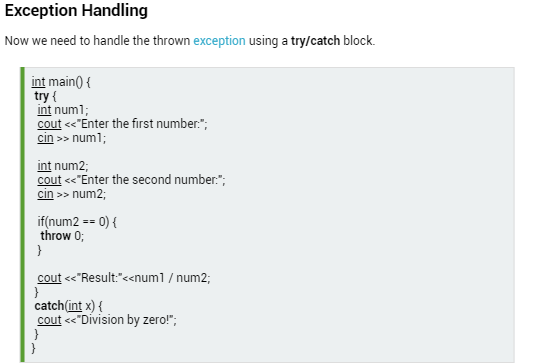 Exception Handling
Now we need to handle the thrown exception using a try/catch block.
int main() {
try {
int num1;
cout <<"Enter the first number:";
cin >> num1;
int num2;
cout <<"Enter the second number:";
cin >> num2;
if(num2 == 0) {
throw 0;
}
cout <<"Result:"<<num1 / num2;
}
catch(int x) {
cout <<"Division by zero!";
}
}